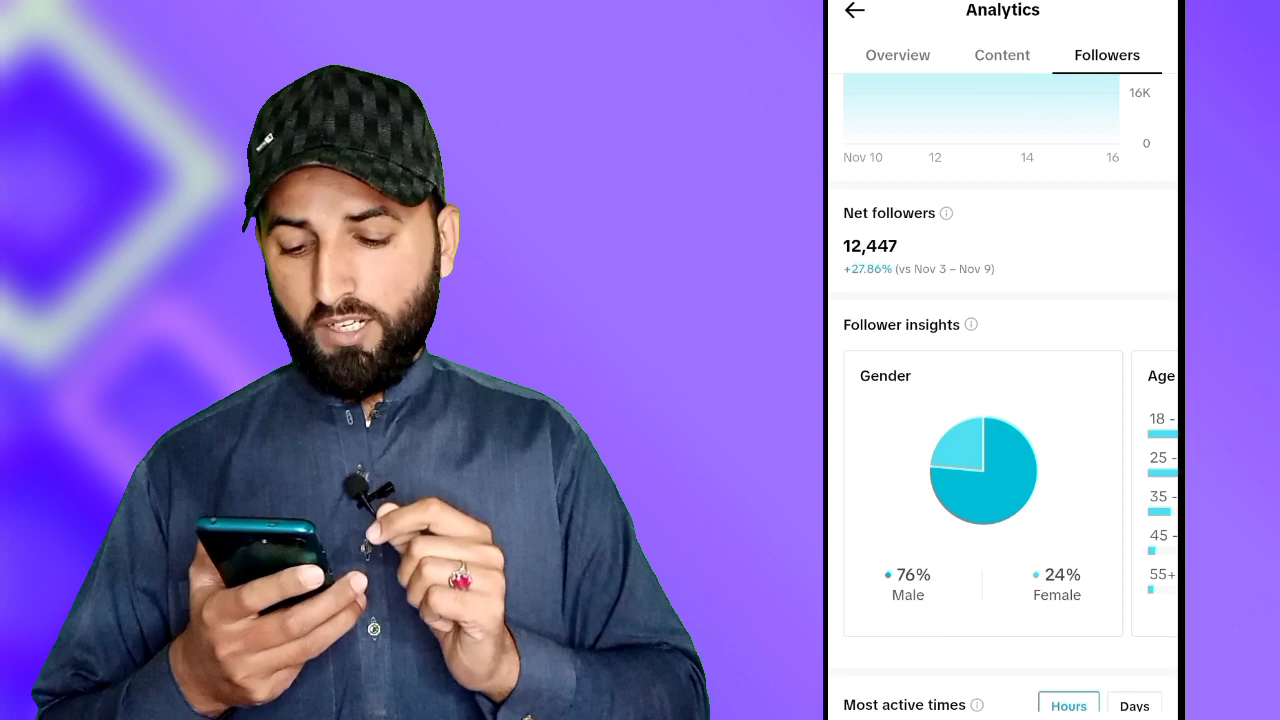 Analytics
Overview Content Followers
16K
0
Nov 10 12 14 16
Net followers
12,447
+27.86% (vs Nov 3 – Nov 9)
Follower insights
Gender
Age
18 -
25 -
35 -
45 -
55+
76%
Male
24%
Female
Most active times
Hours Days